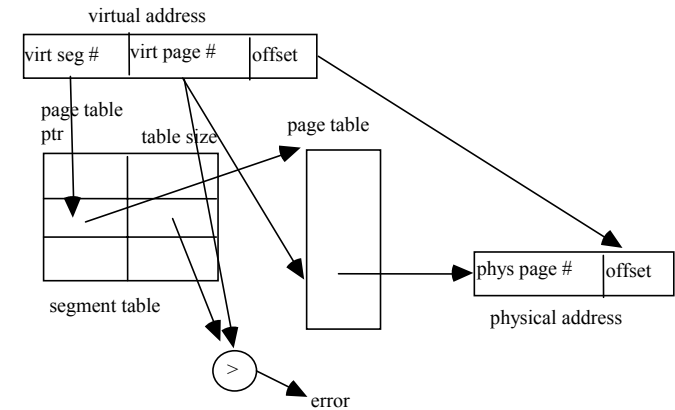 virtual address
virt seg #
virt page #
offset
page table
ptr
table size
page table
phys page #
offset
segment table
physical address
>
error